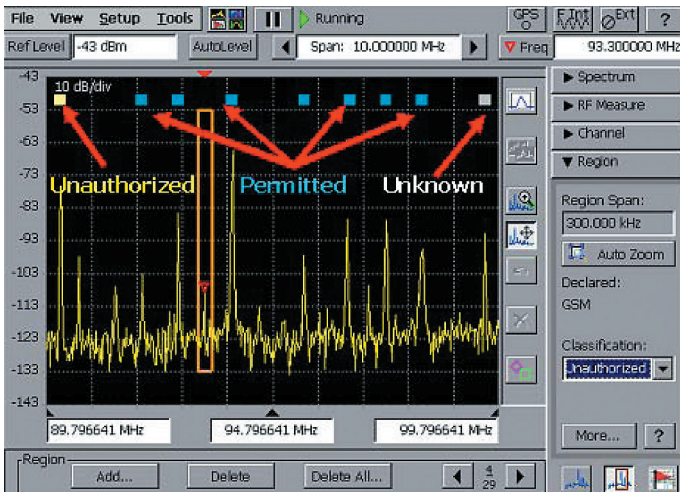 File View Setup Tools Running GPS F Int Ext ?
Ref Level -43 dBm AutoLevel Span: 10.000000 MHz Freq 93.300000 MHz
-43
10 dB/div
-53
-63
-73
-83
-93
-103
-113
-123
-133
-143
Unauthorized Permitted Unknown
89.796641 MHz 94.796641 MHz 99.796641 MHz
Spectrum
RF Measure
Channel
Region
Region Span:
300.000 kHz
Auto Zoom
Declared:
GSM
Classification:
Unauthorized
More... ?
Region
Add... Delete Delete All... 4
29